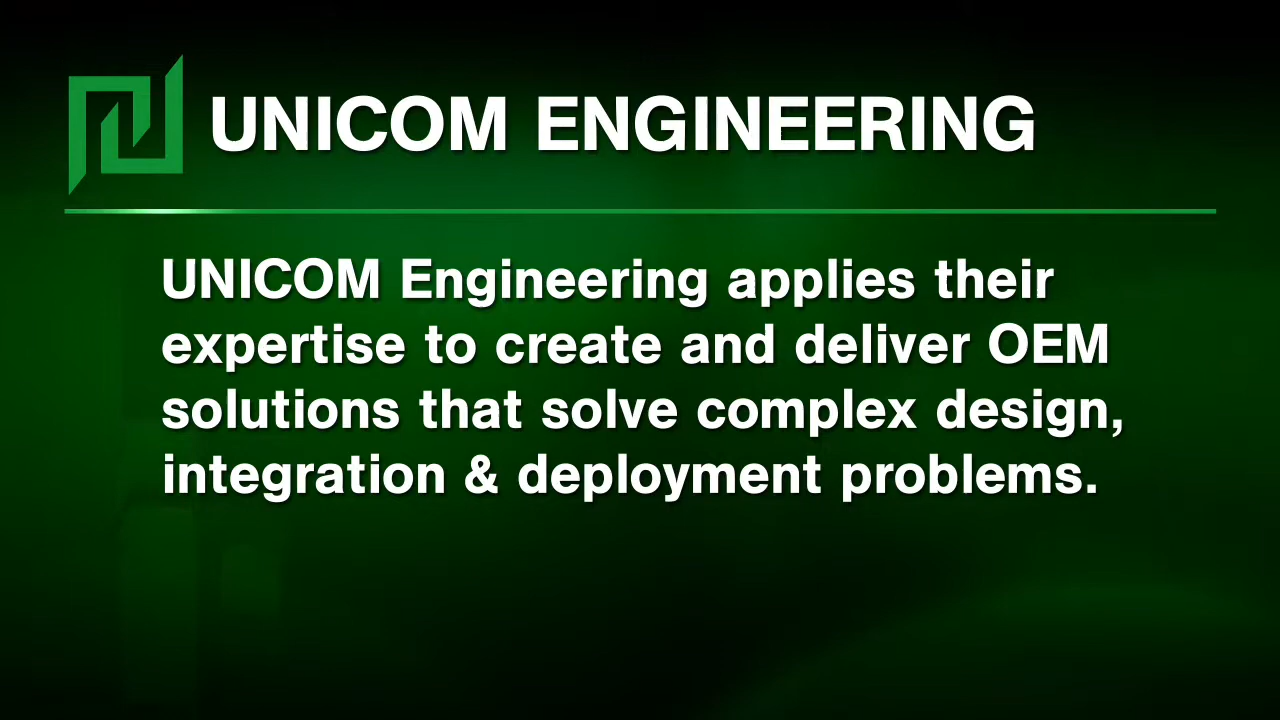 UNICOM ENGINEERING
UNICOM Engineering applies their
expertise to create and deliver OEM
solutions that solve complex design,
integration & deployment problems.